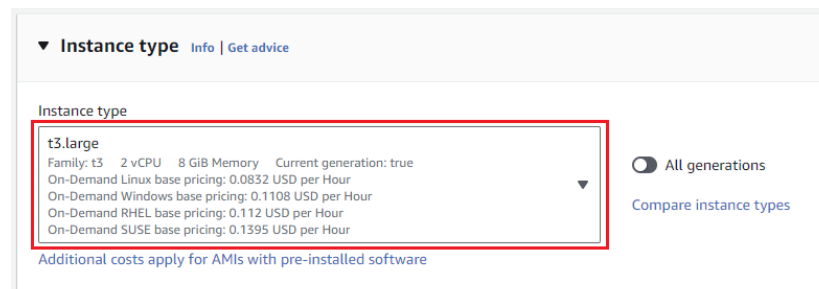 Instance type Info | Get advice
Instance type
t3.large
Family: t3 2 vCPU 8 GiB Memory Current generation: true
On-Demand Linux base pricing: 0.0832 USD per Hour
On-Demand Windows base pricing: 0.1108 USD per Hour
On-Demand RHEL base pricing: 0.112 USD per Hour
On-Demand SUSE base pricing: 0.1395 USD per Hour
All generations
Compare instance types
Additional costs apply for AMIs with pre-installed software